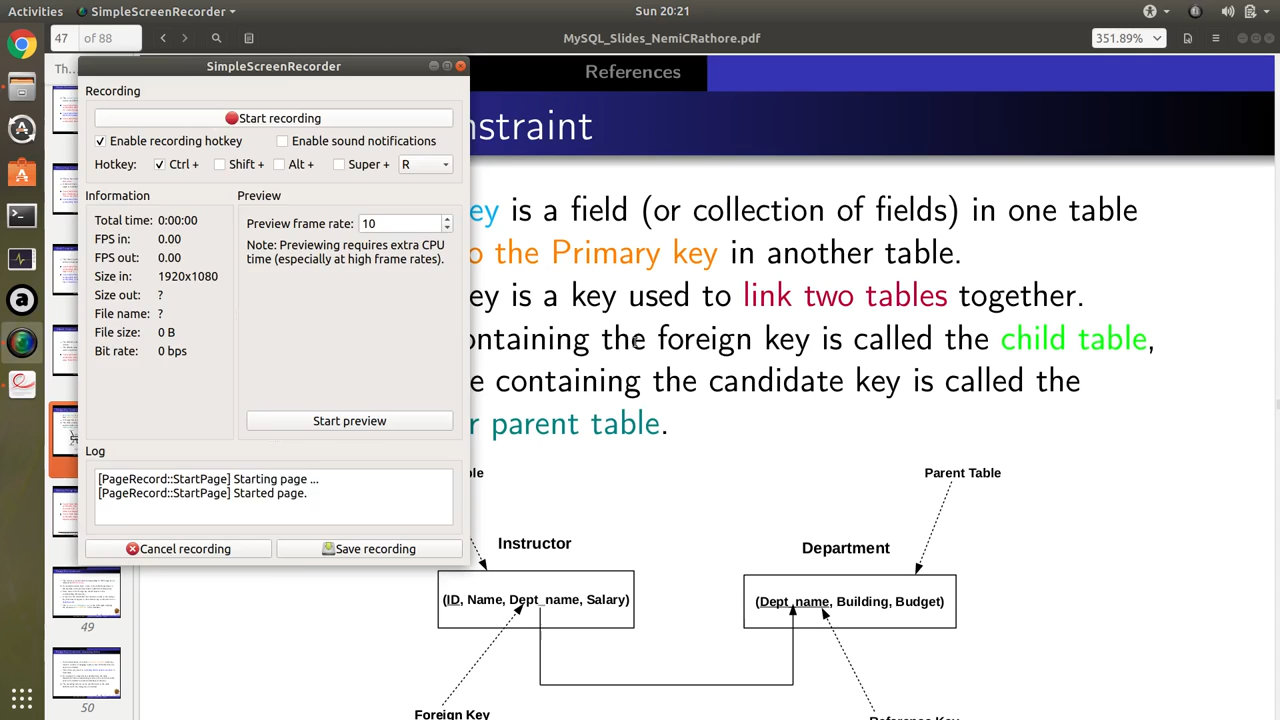 Activities
SimpleScreenRecorder
Sun 20:21
47
of 88
MySQL_Slides_NemiCRathore.pdf
351.89%
Th...
49
50
SimpleScreenRecorder
Recording
Start recording
Enable recording hotkey
Enable sound notifications
Hotkey:
Ctrl +
Shift +
Alt +
Super +
R
Information
Total time: 0:00:00
FPS in: 0.00
FPS out: 0.00
Size in: 1920x1080
Size out: ?
File name: ?
File size: 0 B
Bit rate: 0 bps
Preview
Preview frame rate: 10
Note: Previewing requires extra CPU
time (especially at high frame rates).
Start preview
Log
[PageRecord::StartPage] Starting page ...
[PageRecord::StartPage] Started page.
Cancel recording
Save recording
References
nstraint
ey is a field (or collection of fields) in one table
o the Primary key in another table.
ey is a key used to link two tables together.
ontaining the foreign key is called the child table,
e containing the candidate key is called the
r parent table.
ble
Parent Table
Instructor
Department
(ID, Name, Dept_name, Salary)
(Dept_name, Building, Budget)
Foreign Key
Reference Key